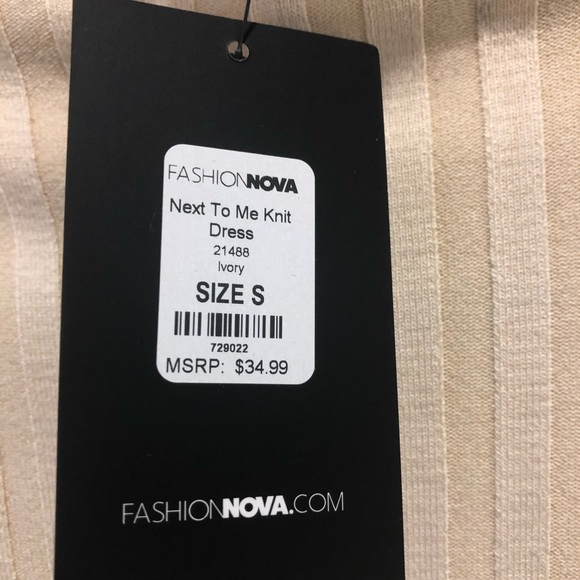 FASHIONNOVA
Next To Me Knit
Dress
21488
Ivory
SIZE S
729022
MSRP: $34.99
FASHIONNOVA.COM